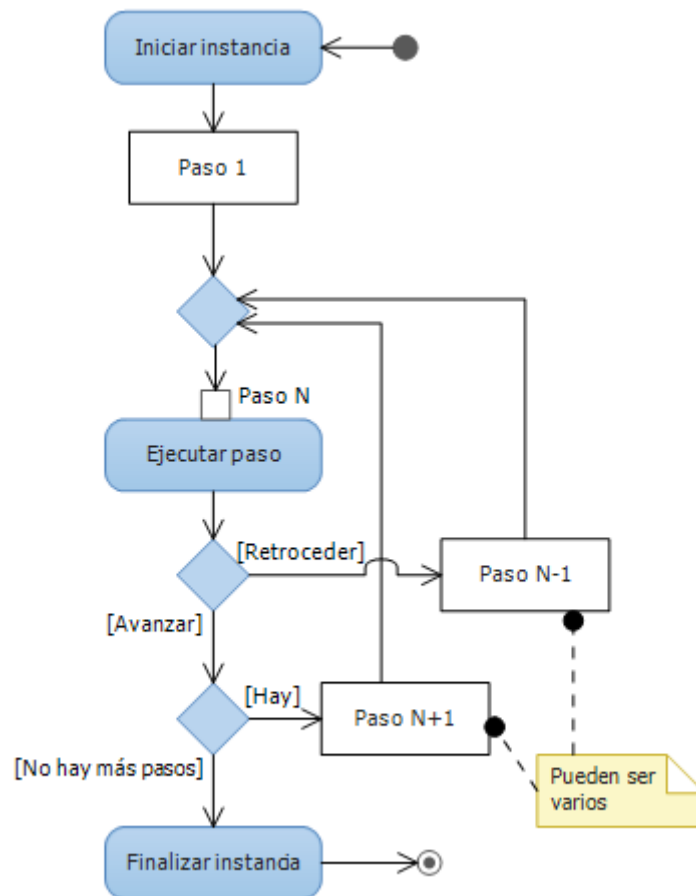 Iniciar instancia
Paso 1
Paso N
Ejecutar paso
[Retroceder]
Paso N-1
[Avanzar]
[Hay]
Paso N+1
[No hay más pasos]
Pueden ser
varios
Finalizar instancia